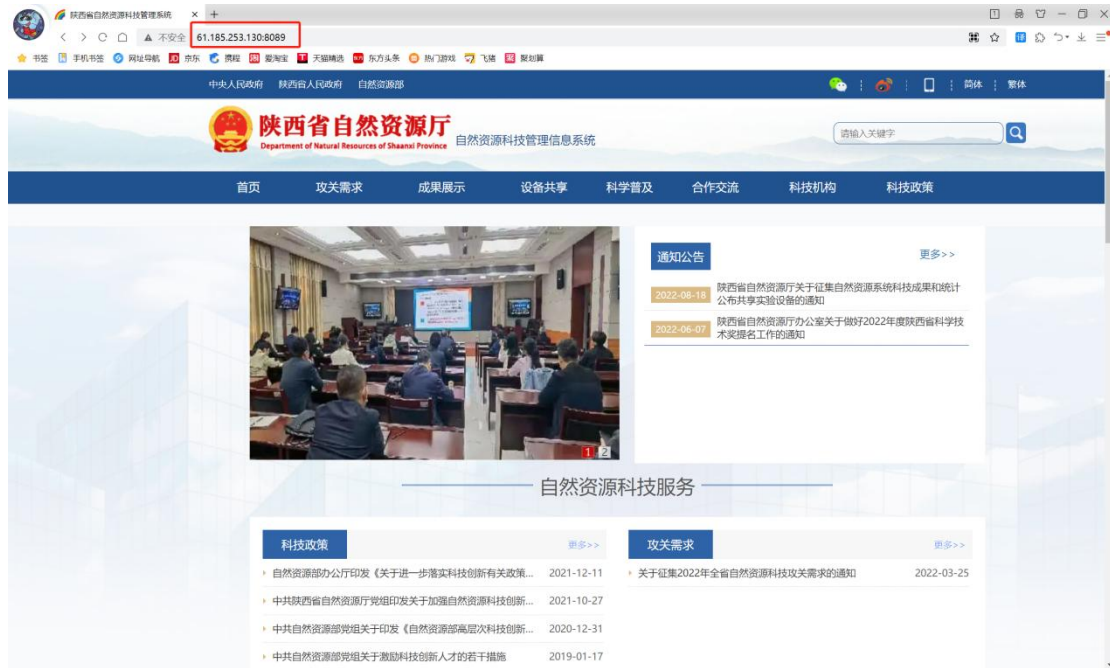 陕西省自然资源科技管理系统
不安全 61.185.253.130:8089
书签 手机书签 网址导航 京东 携程 爱淘宝 天猫精选 东方头条 热门游戏 飞猪 聚划算
中央人民政府 陕西省人民政府 自然资源部 简体 繁体
陕西省自然资源厅
Department of Natural Resources of Shaanxi Province
自然资源科技管理信息系统
请输入关键字
首页 攻关需求 成果展示 设备共享 科学普及 合作交流 科技机构 科技政策
通知公告 更多>>
2022-08-18 陕西省自然资源厅关于征集自然资源系统科技成果和统计
公布共享实验设备的通知
2022-06-07 陕西省自然资源厅办公室关于做好2022年度陕西省科学技
术奖提名工作的通知
1 2
自然资源科技服务
科技政策 更多>>
自然资源部办公厅印发《关于进一步落实科技创新有关政策... 2021-12-11
中共陕西省自然资源厅党组印发关于加强自然资源科技创新... 2021-10-27
中共自然资源部党组关于印发《自然资源部高层次科技创新... 2020-12-31
中共自然资源部党组关于激励科技创新人才的若干措施 2019-01-17
攻关需求 更多>>
关于征集2022年全省自然资源科技攻关需求的通知 2022-03-25